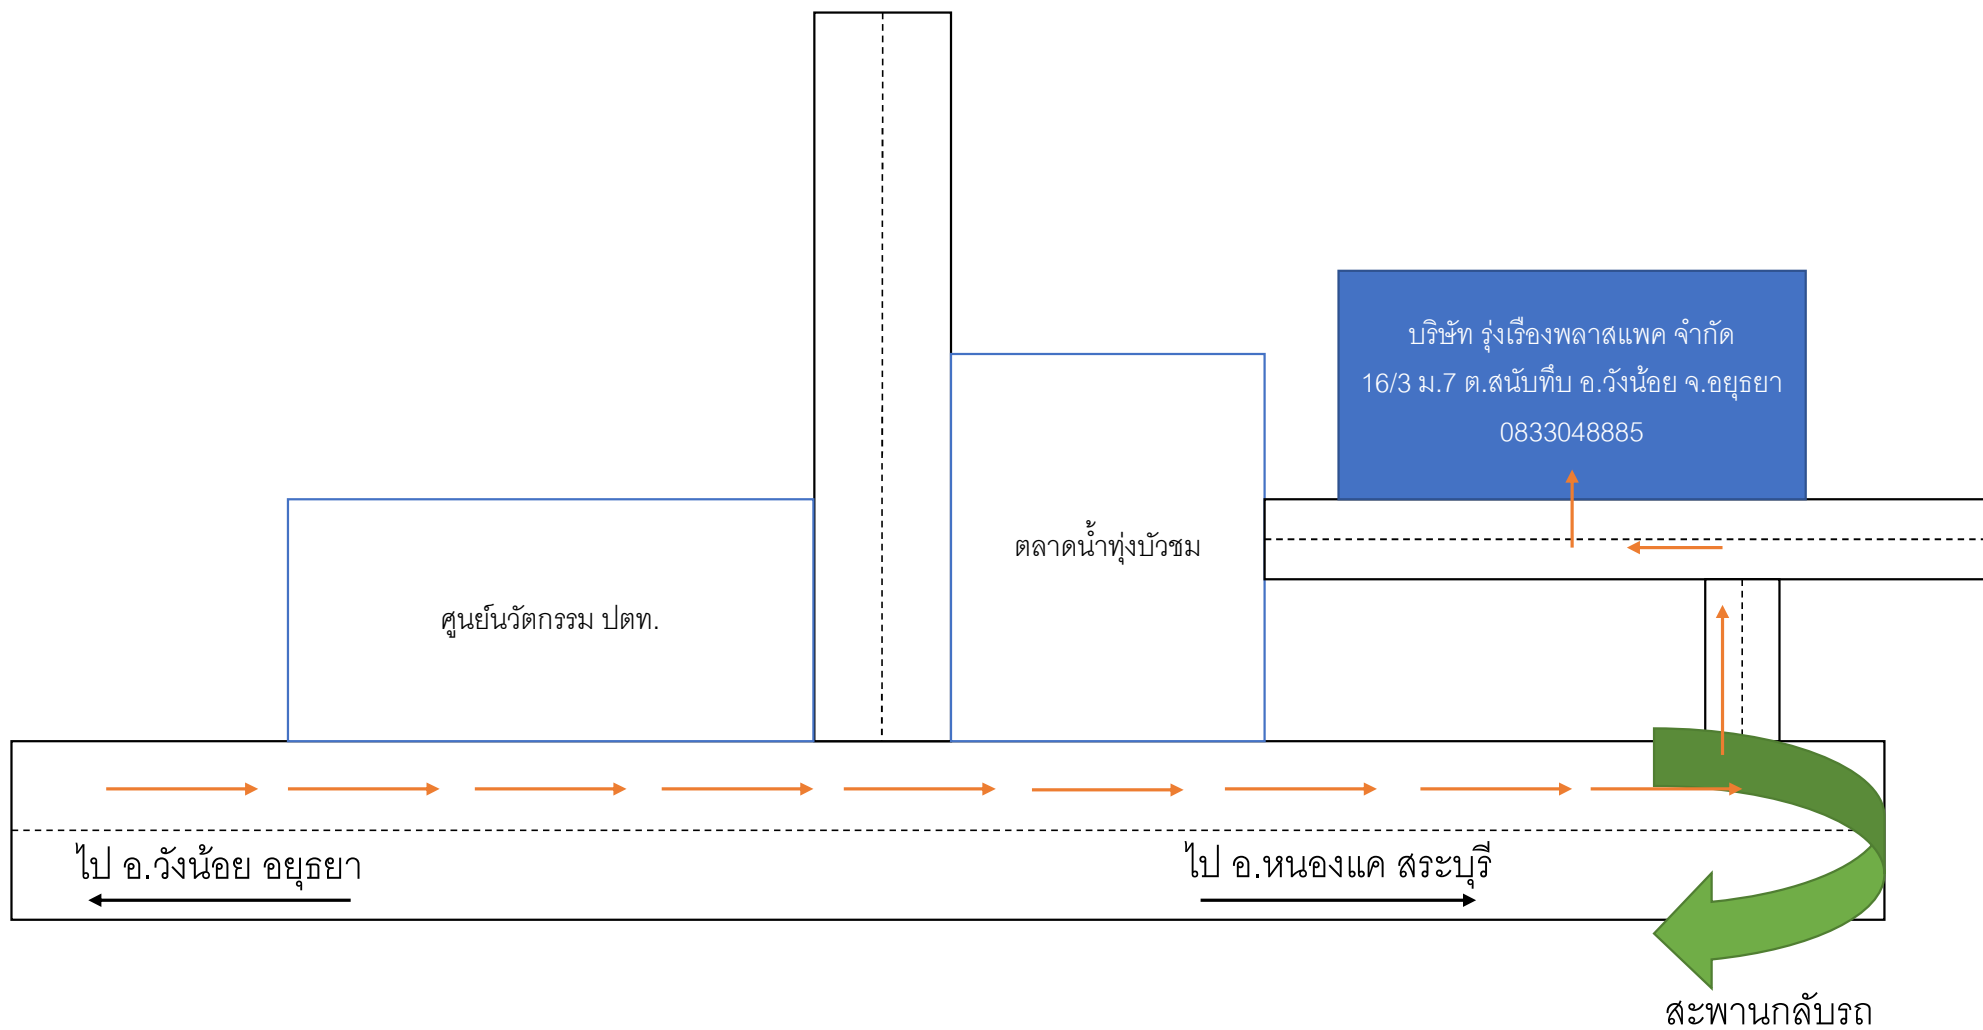 บริษัท รุ่งเรืองพลาสแพค จำกัด
16/3 ม.7 ต.สนับทึบ อ.วังน้อย จ.อยุธยา
0833048885
ตลาดน้ำทุ่งบัวชม
ศูนย์นวัตกรรม ปตท.
ไป อ.วังน้อย อยุธยา
ไป อ.หนองแค สระบุรี
สะพานกลับรถ